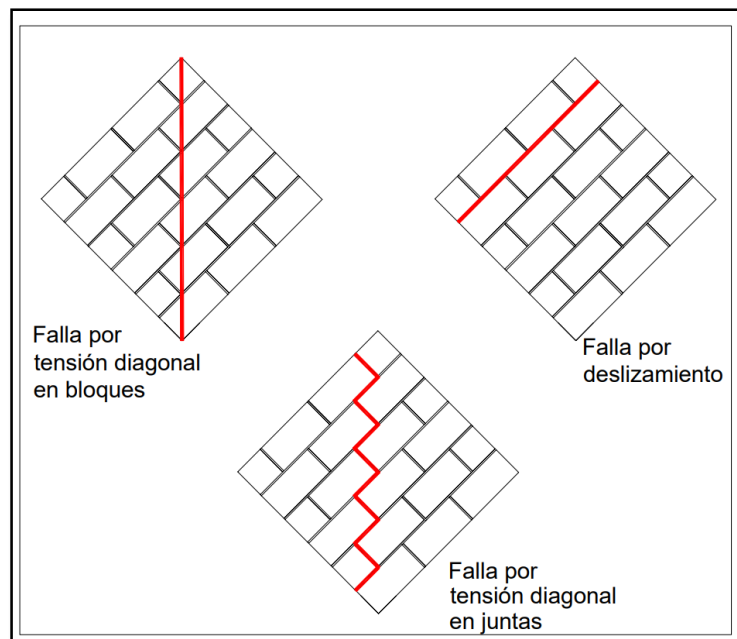 Falla por
tensión diagonal
en bloques
Falla por
deslizamiento
Falla por
tensión diagonal
en juntas